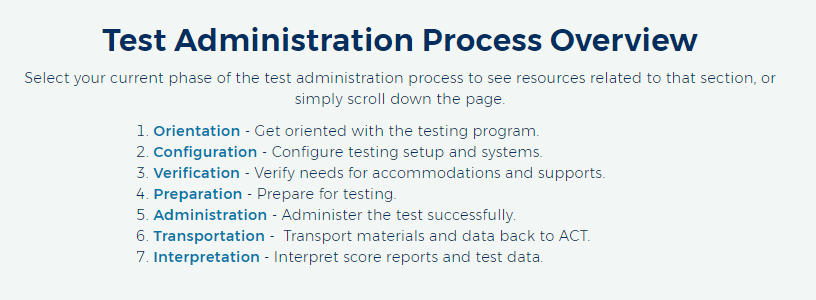 Test Administration Process Overview
Select your current phase of the test administration process to see resources related to that section, or
simply scroll down the page.
1. Orientation - Get oriented with the testing program.
2. Configuration - Configure testing setup and systems.
3. Verification - Verify needs for accommodations and supports.
4. Preparation - Prepare for testing.
5. Administration - Administer the test successfully.
6. Transportation -  Transport materials and data back to ACT.
7. Interpretation - Interpret score reports and test data.